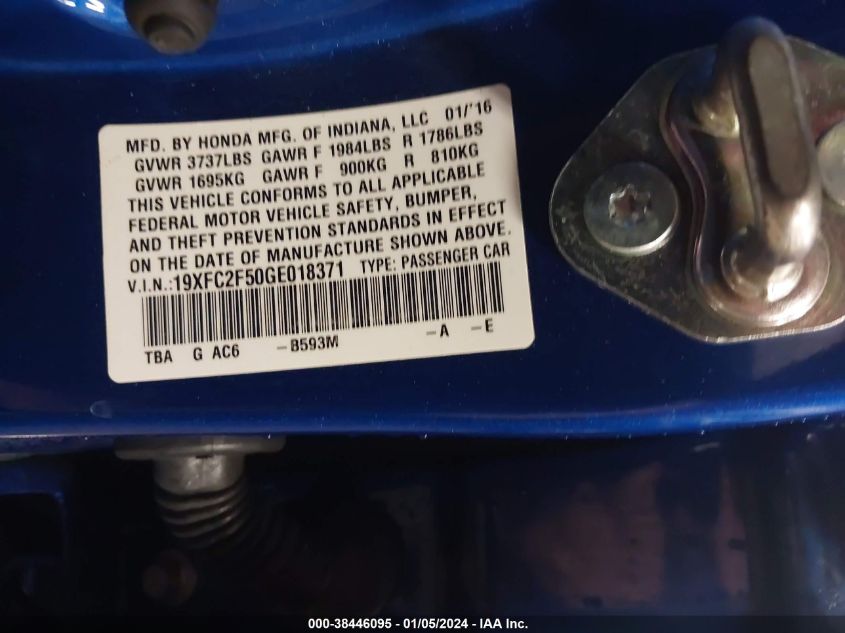 MFD. BY HONDA MFG. OF INDIANA, LLC 01/'16
GVWR 3737LBS GAWR F 1984LBS R 1786LBS
GVWR 1695KG GAWR F 900KG R 810KG
THIS VEHICLE CONFORMS TO ALL APPLICABLE
FEDERAL MOTOR VEHICLE SAFETY, BUMPER,
AND THEFT PREVENTION STANDARDS IN EFFECT
ON THE DATE OF MANUFACTURE SHOWN ABOVE.
V.I.N.:19XFC2F50GE018371 TYPE: PASSENGER CAR
TBA G AC6 -B593M -A -E
000-38446095 - 01/05/2024 - IAA Inc.